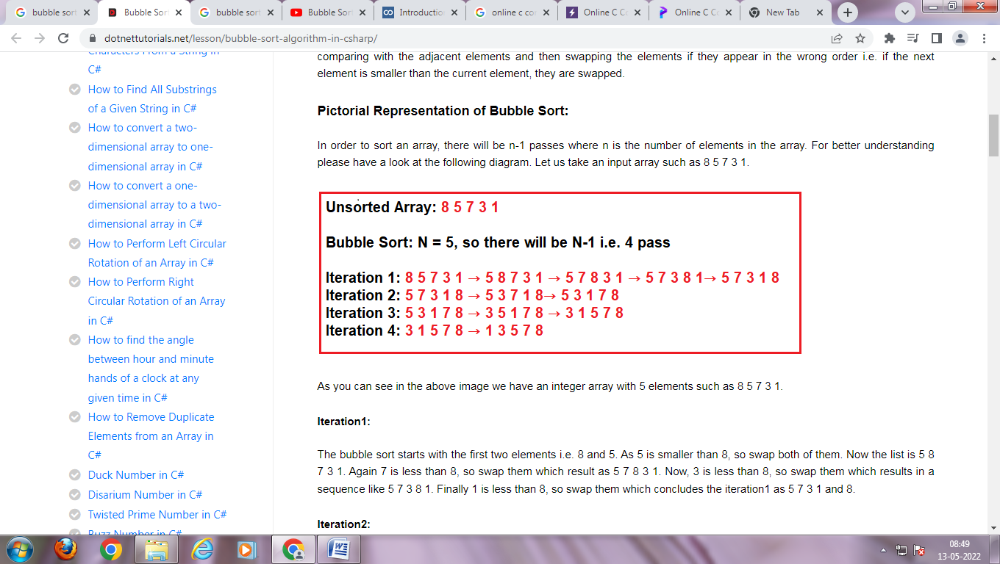 bubble sort
Bubble Sor
bubble sort
Bubble Sor
Introduction
online c com
Online C Co
Online C Co
New Tab
dotnettutorials.net/lesson/bubble-sort-algorithm-in-csharp/
Characters From a String in
C#
How to Find All Substrings
of a Given String in C#
How to convert a two-
dimensional array to one-
dimensional array in C#
How to convert a one-
dimensional array to a two-
dimensional array in C#
How to Perform Left Circular
Rotation of an Array in C#
How to Perform Right
Circular Rotation of an Array
in C#
How to find the angle
between hour and minute
hands of a clock at any
given time in C#
How to Remove Duplicate
Elements from an Array in
C#
Duck Number in C#
Disarium Number in C#
Twisted Prime Number in C#
Buzz Number in C#
comparing with the adjacent elements and then swapping the elements if they appear in the wrong order i.e. if the next
element is smaller than the current element, they are swapped.
Pictorial Representation of Bubble Sort:
In order to sort an array, there will be n-1 passes where n is the number of elements in the array. For better understanding
please have a look at the following diagram. Let us take an input array such as 8 5 7 3 1.
Unsorted Array: 8 5 7 3 1
Bubble Sort: N = 5, so there will be N-1 i.e. 4 pass
Iteration 1: 8 5 7 3 1 → 5 8 7 3 1 → 5 7 8 3 1 → 5 7 3 8 1→ 5 7 3 1 8
Iteration 2: 5 7 3 1 8 → 5 3 7 1 8→ 5 3 1 7 8
Iteration 3: 5 3 1 7 8 → 3 5 1 7 8 → 3 1 5 7 8
Iteration 4: 3 1 5 7 8 → 1 3 5 7 8
As you can see in the above image we have an integer array with 5 elements such as 8 5 7 3 1.
Iteration1:
The bubble sort starts with the first two elements i.e. 8 and 5. As 5 is smaller than 8, so swap both of them. Now the list is 5 8
7 3 1. Again 7 is less than 8, so swap them which result as 5 7 8 3 1. Now, 3 is less than 8, so swap them which results in a
sequence like 5 7 3 8 1. Finally 1 is less than 8, so swap them which concludes the iteration1 as 5 7 3 1 and 8.
Iteration2:
08:49
13-05-2022